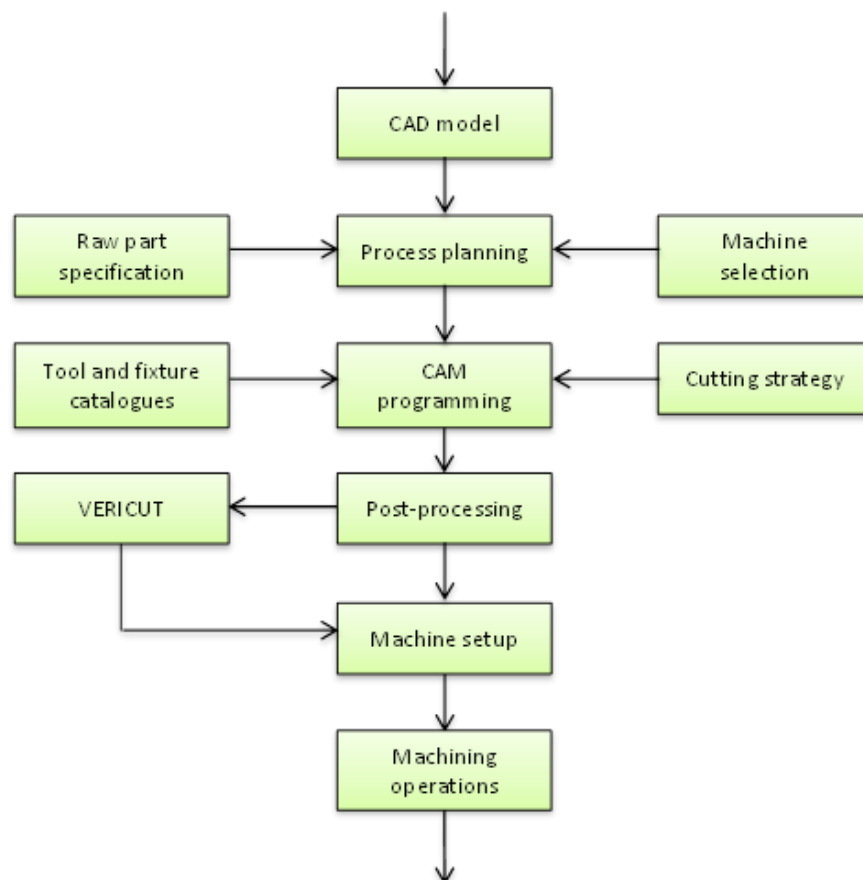 CAD model
Raw part
specification
Process planning
Machine
selection
Tool and fixture
catalogues
CAM
programming
Cutting strategy
VERICUT
Post-processing
Machine setup
Machining
operations